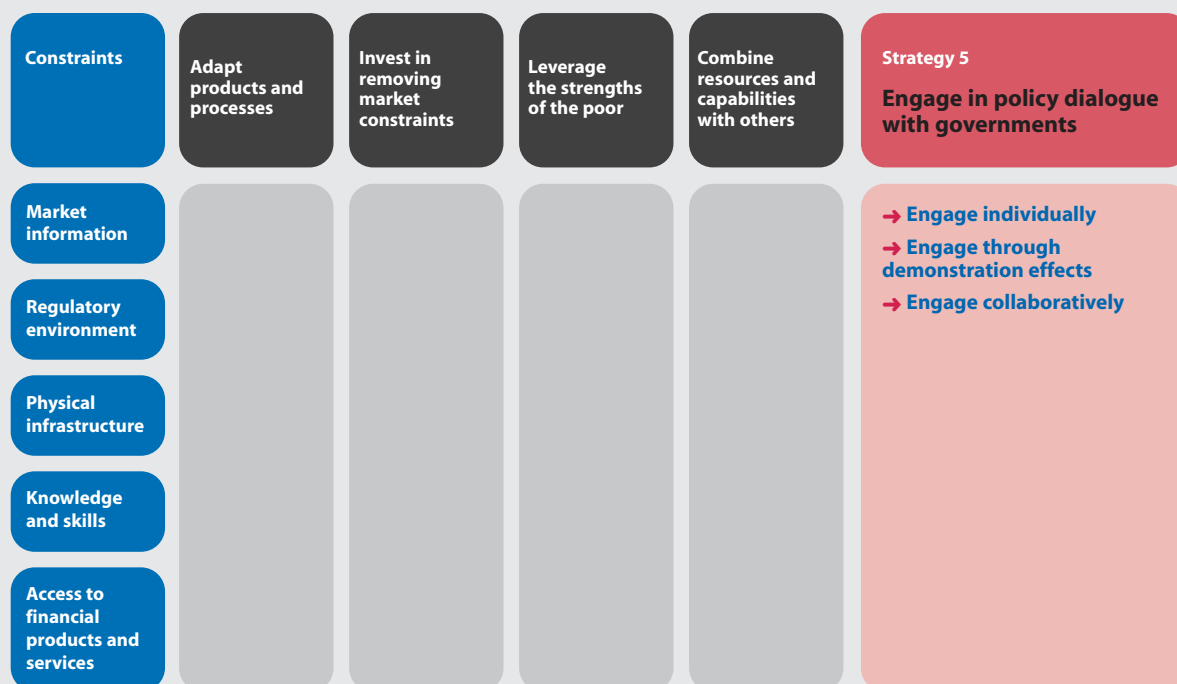 Constraints
Adapt
products and
processes
Invest in
removing
market
constraints
Leverage
the strengths
of the poor
Combine
resources and
capabilities
with others
Strategy 5
Engage in policy dialogue
with governments
Market
information
Regulatory
environment
Physical
infrastructure
Knowledge
and skills
Access to
financial
products and
services
➜ Engage individually
➜ Engage through
demonstration effects
➜ Engage collaboratively